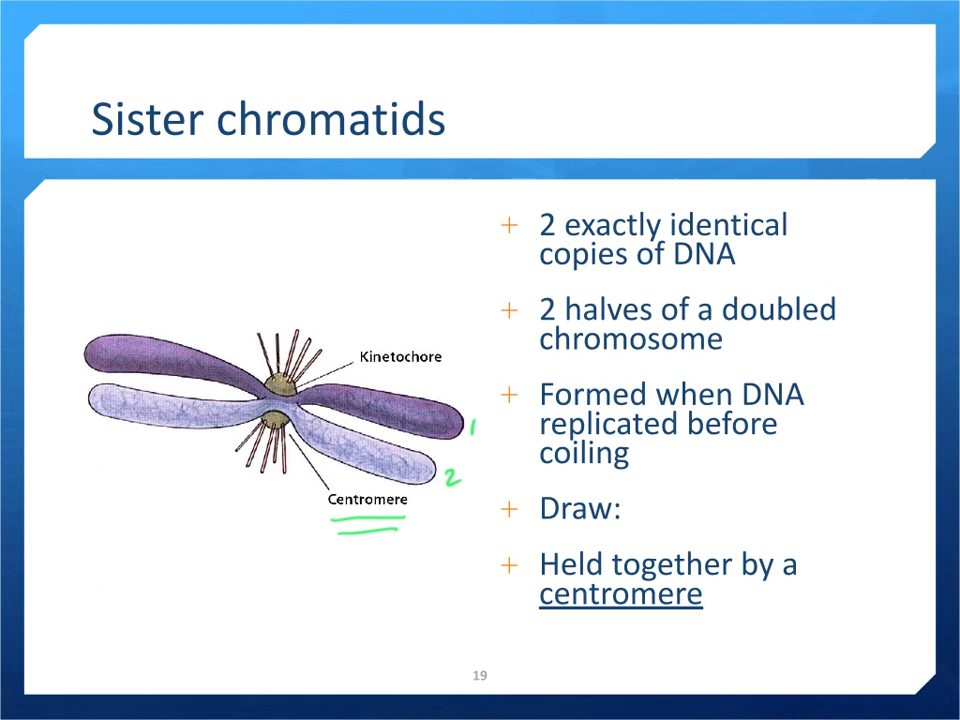 Sister chromatids
+ 2 exactly identical
copies of DNA
+ 2 halves of a doubled
chromosome
+ Formed when DNA
replicated before
coiling
+ Draw:
+ Held together by a
centromere
Kinetochore
1
2
Centromere
19